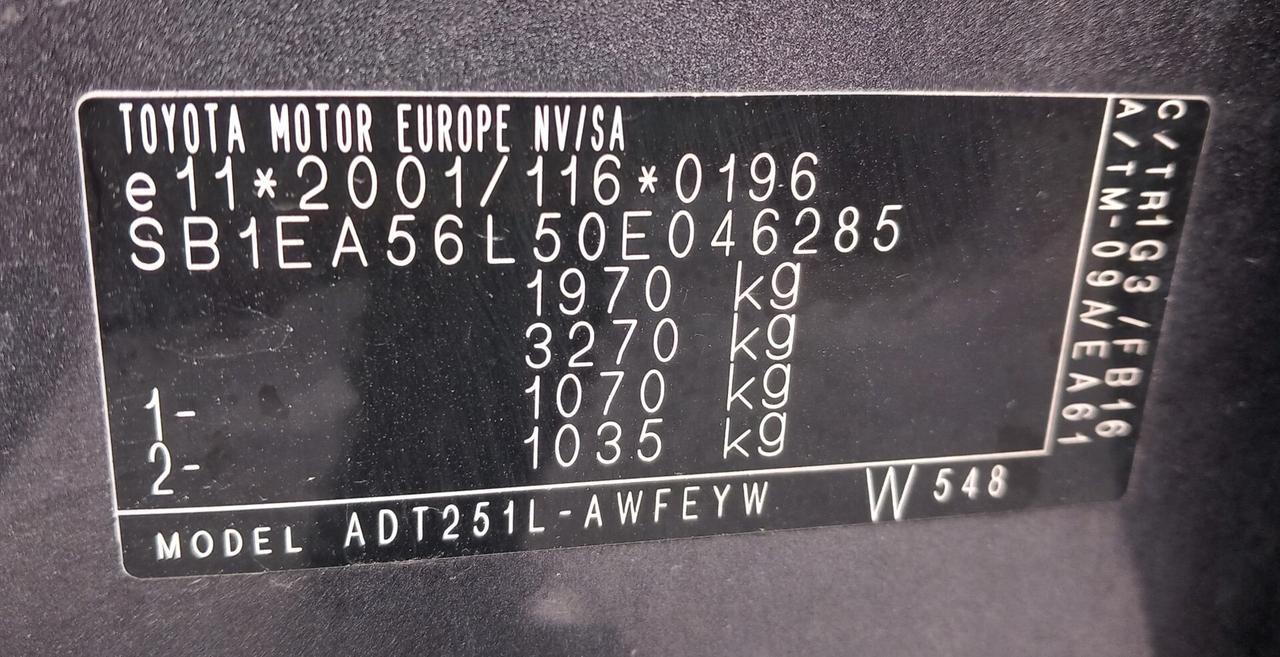 TOYOTA MOTOR EUROPE NV/SA
e11*2001/116*0196
SB1EA56L50E046285
1970 kg
3270 kg
1- 1070 kg
2- 1035 kg
MODEL ADT251L-AWFEYW W548
C/TR1G3/FB16
A/TM-09A/EA61